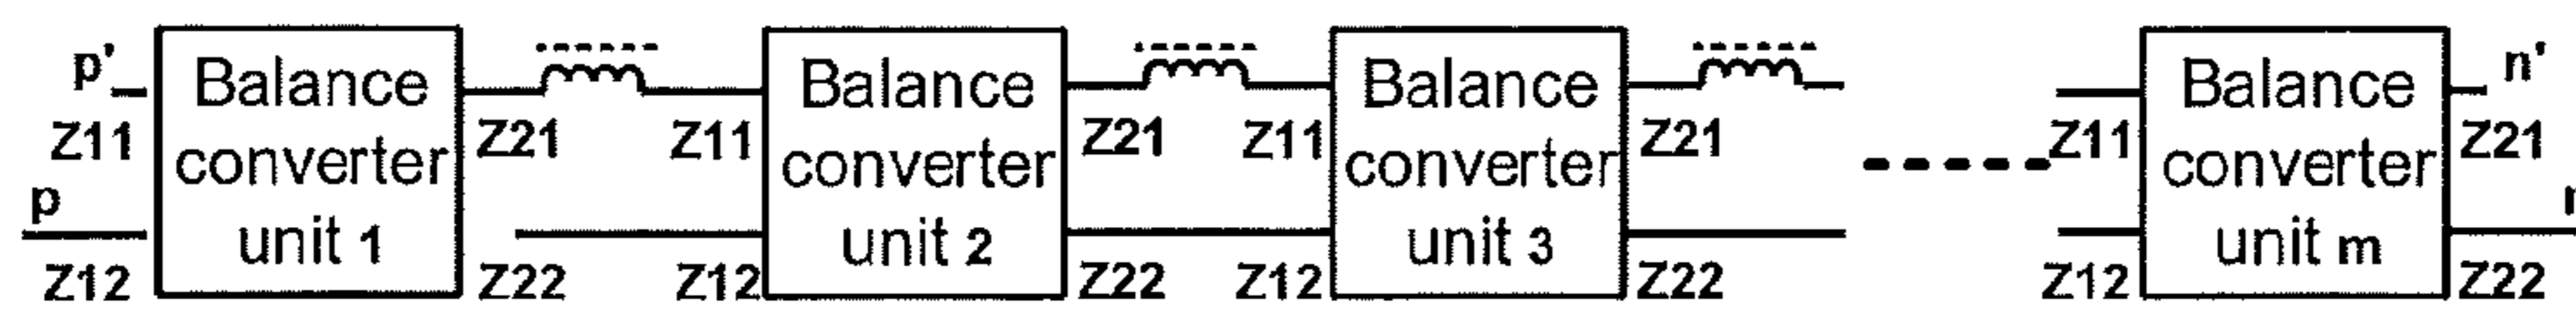 p'
Z11
p
Z12
Balance
converter
unit 1
Z21
Z22
Z11
Z12
Balance
converter
unit 2
Z21
Z22
Z11
Z12
Balance
converter
unit 3
Z21
Z22
Z11
Z12
Balance
converter
unit m
n'
Z21
Z22